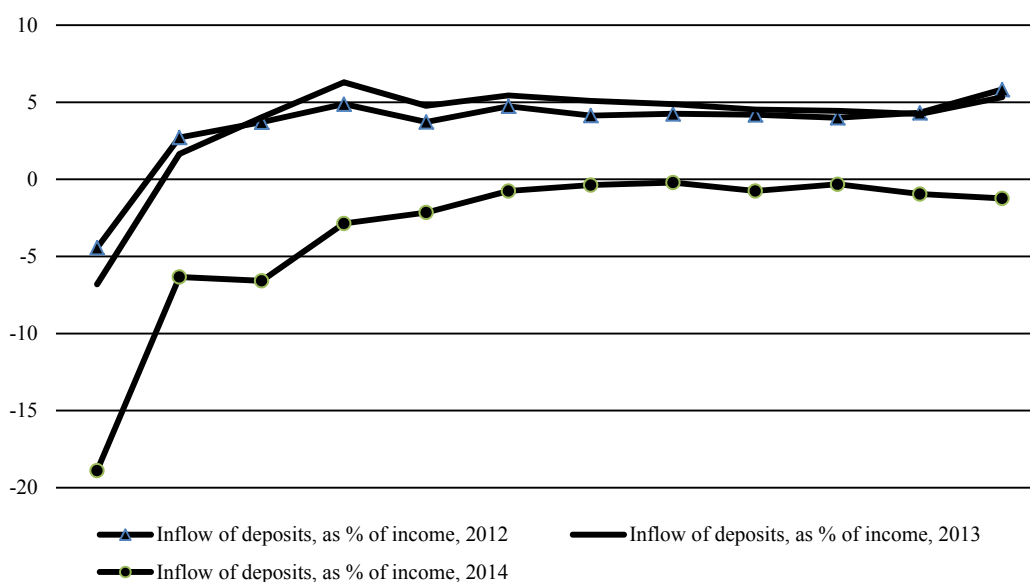 10
5
0
-5
-10
-15
-20
Inflow of deposits, as % of income, 2012
Inflow of deposits, as % of income, 2013
Inflow of deposits, as % of income, 2014